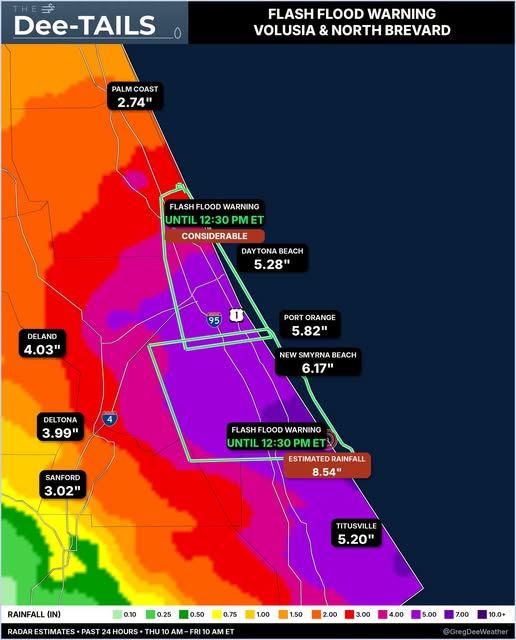 THE
Dee-TAILS
FLASH FLOOD WARNING
VOLUSIA & NORTH BREVARD
PALM COAST
2.74"
FLASH FLOOD WARNING
UNTIL 12:30 PM ET
CONSIDERABLE
DAYTONA BEACH
5.28"
95
1
PORT ORANGE
5.82"
DELAND
4.03"
NEW SMYRNA BEACH
6.17"
4
DELTONA
3.99"
FLASH FLOOD WARNING
UNTIL 12:30 PM ET
ESTIMATED RAINFALL
8.54"
SANFORD
3.02"
TITUSVILLE
5.20"
RAINFALL (IN)
0.10
0.25
0.50
0.75
1.00
1.50
2.00
3.00
4.00
5.00
7.00
10.0+
RADAR ESTIMATES • PAST 24 HOURS • THU 10 AM – FRI 10 AM ET
@GregDeeWeather